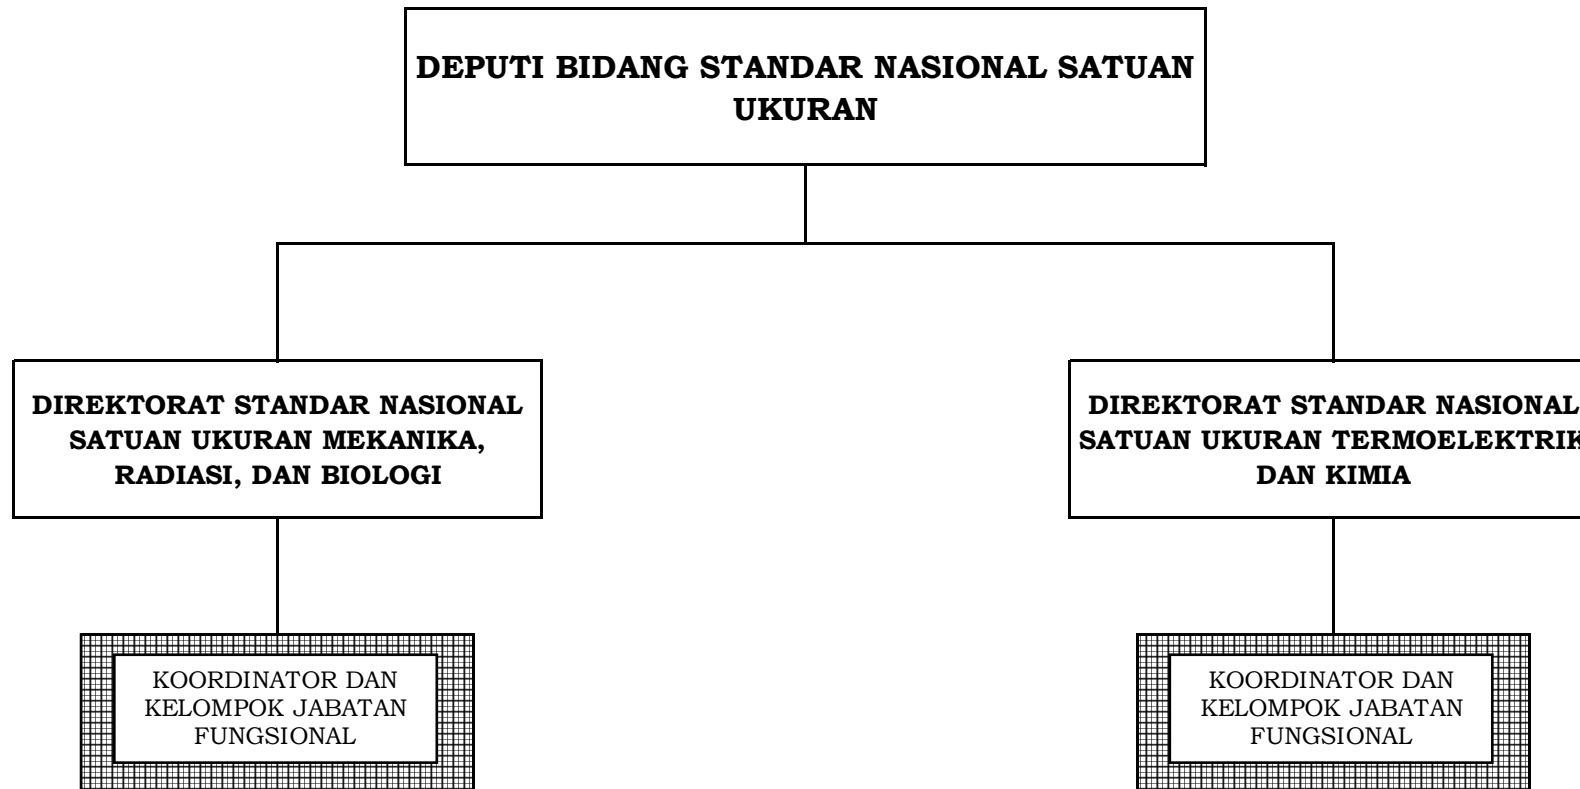 DEPUTI BIDANG STANDAR NASIONAL SATUAN
UKURAN
DIREKTORAT STANDAR NASIONAL
SATUAN UKURAN MEKANIKA,
RADIASI, DAN BIOLOGI
DIREKTORAT STANDAR NASIONAL
SATUAN UKURAN TERMOELEKTRIK
DAN KIMIA
KOORDINATOR DAN
KELOMPOK JABATAN
FUNGSIONAL
KOORDINATOR DAN
KELOMPOK JABATAN
FUNGSIONAL